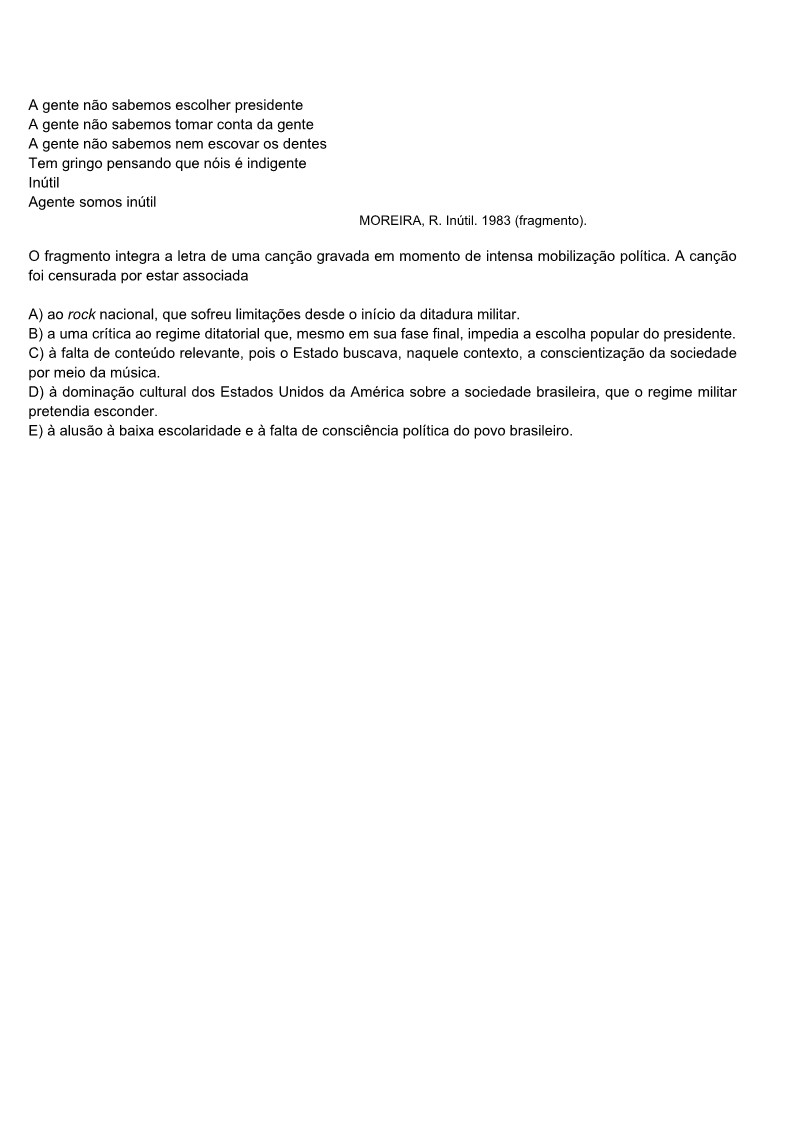 A gente não sabemos escolher presidente
A gente não sabemos tomar conta da gente
A gente não sabemos nem escovar os dentes
Tem gringo pensando que nóis é indigente
Inútil
Agente somos inútil
MOREIRA, R. Inútil. 1983 (fragmento).
O fragmento integra a letra de uma canção gravada em momento de intensa mobilização política. A canção
foi censurada por estar associada
A) ao rock nacional, que sofreu limitações desde o início da ditadura militar.
B) a uma crítica ao regime ditatorial que, mesmo em sua fase final, impedia a escolha popular do presidente.
C) à falta de conteúdo relevante, pois o Estado buscava, naquele contexto, a conscientização da sociedade
por meio da música.
D) à dominação cultural dos Estados Unidos da América sobre a sociedade brasileira, que o regime militar
pretendia esconder.
E) à alusão à baixa escolaridade e à falta de consciência política do povo brasileiro.